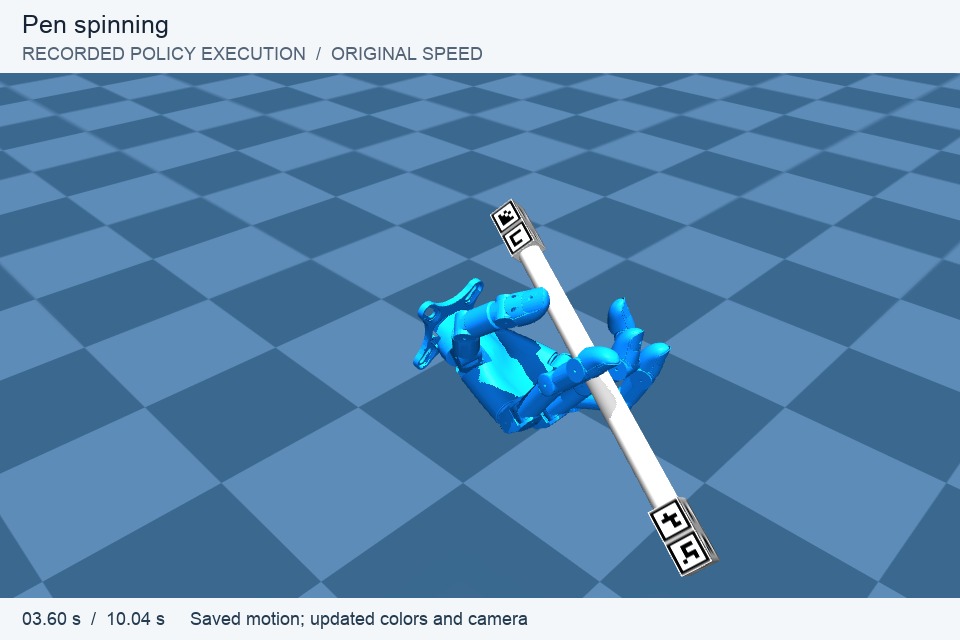 Pen spinning
RECORDED POLICY EXECUTION / ORIGINAL SPEED
03.60 s / 10.04 s Saved motion; updated colors and camera